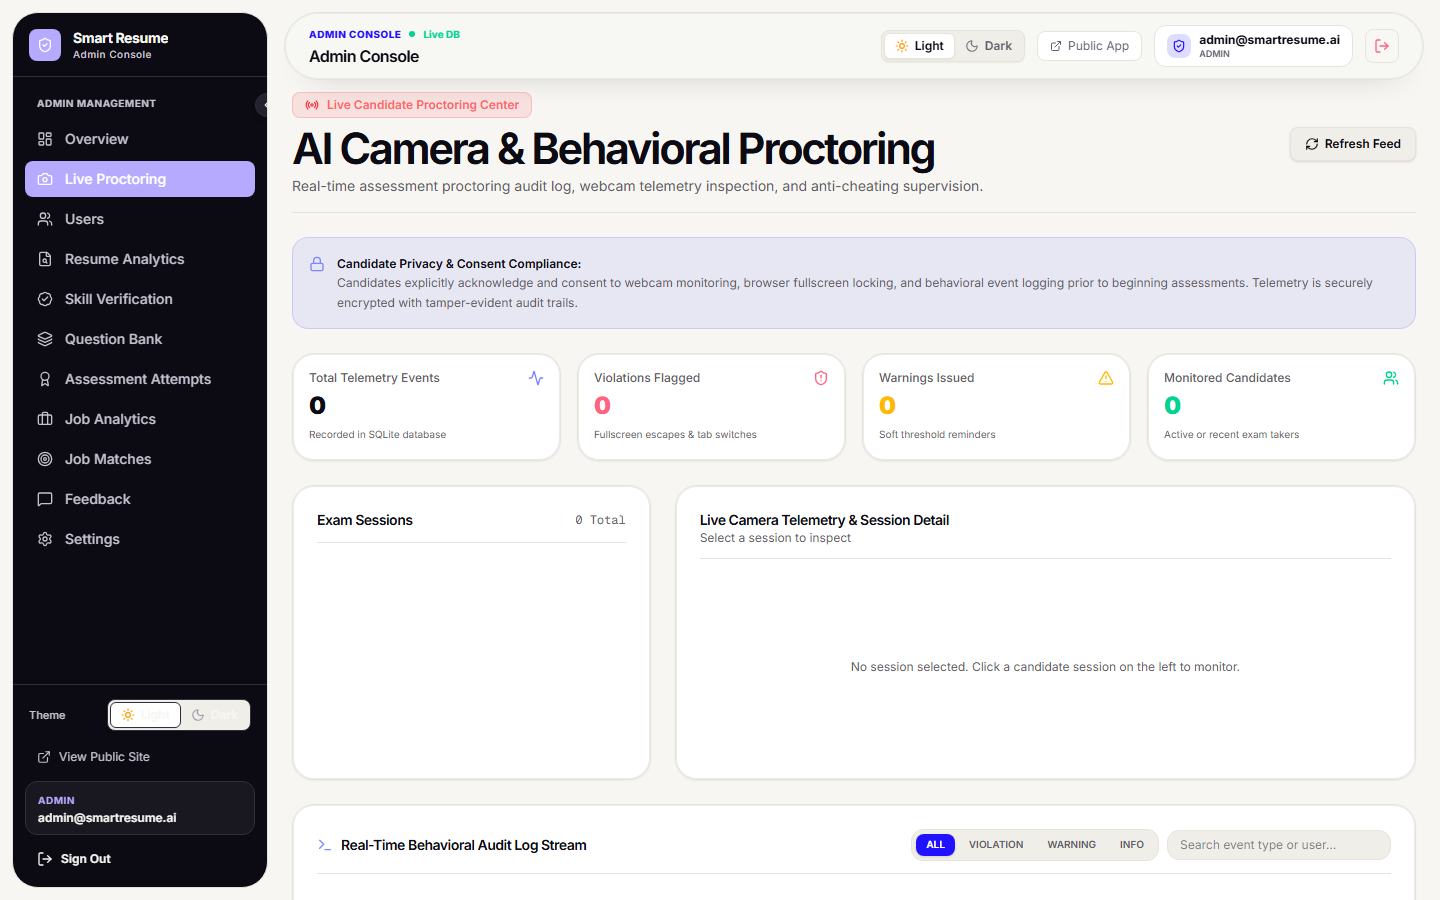 Smart Resume
Admin Console
ADMIN MANAGEMENT
Overview
Live Proctoring
Users
Resume Analytics
Skill Verification
Question Bank
Assessment Attempts
Job Analytics
Job Matches
Feedback
Settings
Theme
Light
Dark
View Public Site
ADMIN
admin@smartresume.ai
Sign Out
ADMIN CONSOLE
Live DB
Admin Console
Light
Dark
Public App
admin@smartresume.ai
ADMIN
Live Candidate Proctoring Center
AI Camera & Behavioral Proctoring
Real-time assessment proctoring audit log, webcam telemetry inspection, and anti-cheating supervision.
Refresh Feed
Candidate Privacy & Consent Compliance:
Candidates explicitly acknowledge and consent to webcam monitoring, browser fullscreen locking, and behavioral event logging prior to beginning assessments. Telemetry is securely
encrypted with tamper-evident audit trails.
Total Telemetry Events
0
Recorded in SQLite database
Violations Flagged
0
Fullscreen escapes & tab switches
Warnings Issued
0
Soft threshold reminders
Monitored Candidates
0
Active or recent exam takers
Exam Sessions
0 Total
Live Camera Telemetry & Session Detail
Select a session to inspect
No session selected. Click a candidate session on the left to monitor.
Real-Time Behavioral Audit Log Stream
ALL
VIOLATION
WARNING
INFO
Search event type or user...